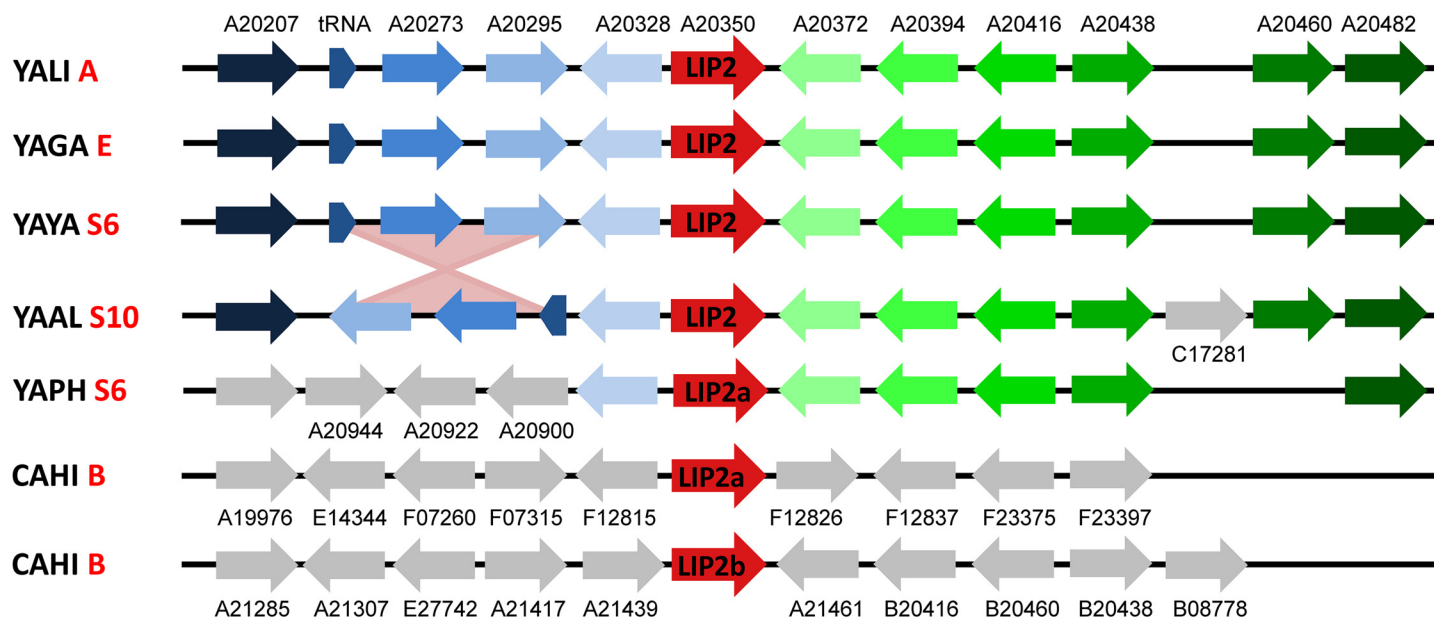 A20207 tRNA A20273 A20295 A20328 A20350 A20372 A20394 A20416 A20438 A20460 A20482
YALI A LIP2
YAGA E LIP2
YAYA S6 LIP2
YAAL S10 LIP2
C17281
YAPH S6 LIP2a
A20944 A20922 A20900
CAHI B LIP2a
A19976 E14344 F07260 F07315 F12815 F12826 F12837 F23375 F23397
CAHI B LIP2b
A21285 A21307 E27742 A21417 A21439 A21461 B20416 B20460 B20438 B08778